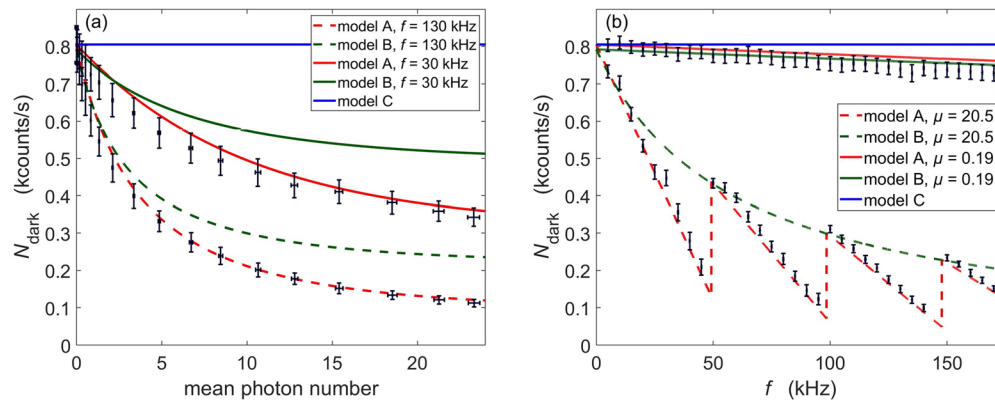 (a)
model A, f = 130 kHz
model B, f = 130 kHz
model A, f = 30 kHz
model B, f = 30 kHz
model C
0.8
0.7
0.6
0.5
0.4
0.3
0.2
0.1
0
N_dark (kcounts/s)
0 5 10 15 20
mean photon number
(b)
0.8
0.7
0.6
0.5
0.4
0.3
0.2
0.1
0
N_dark (kcounts/s)
model A, μ = 20.5
model B, μ = 20.5
model A, μ = 0.19
model B, μ = 0.19
model C
0 50 100 150
f (kHz)